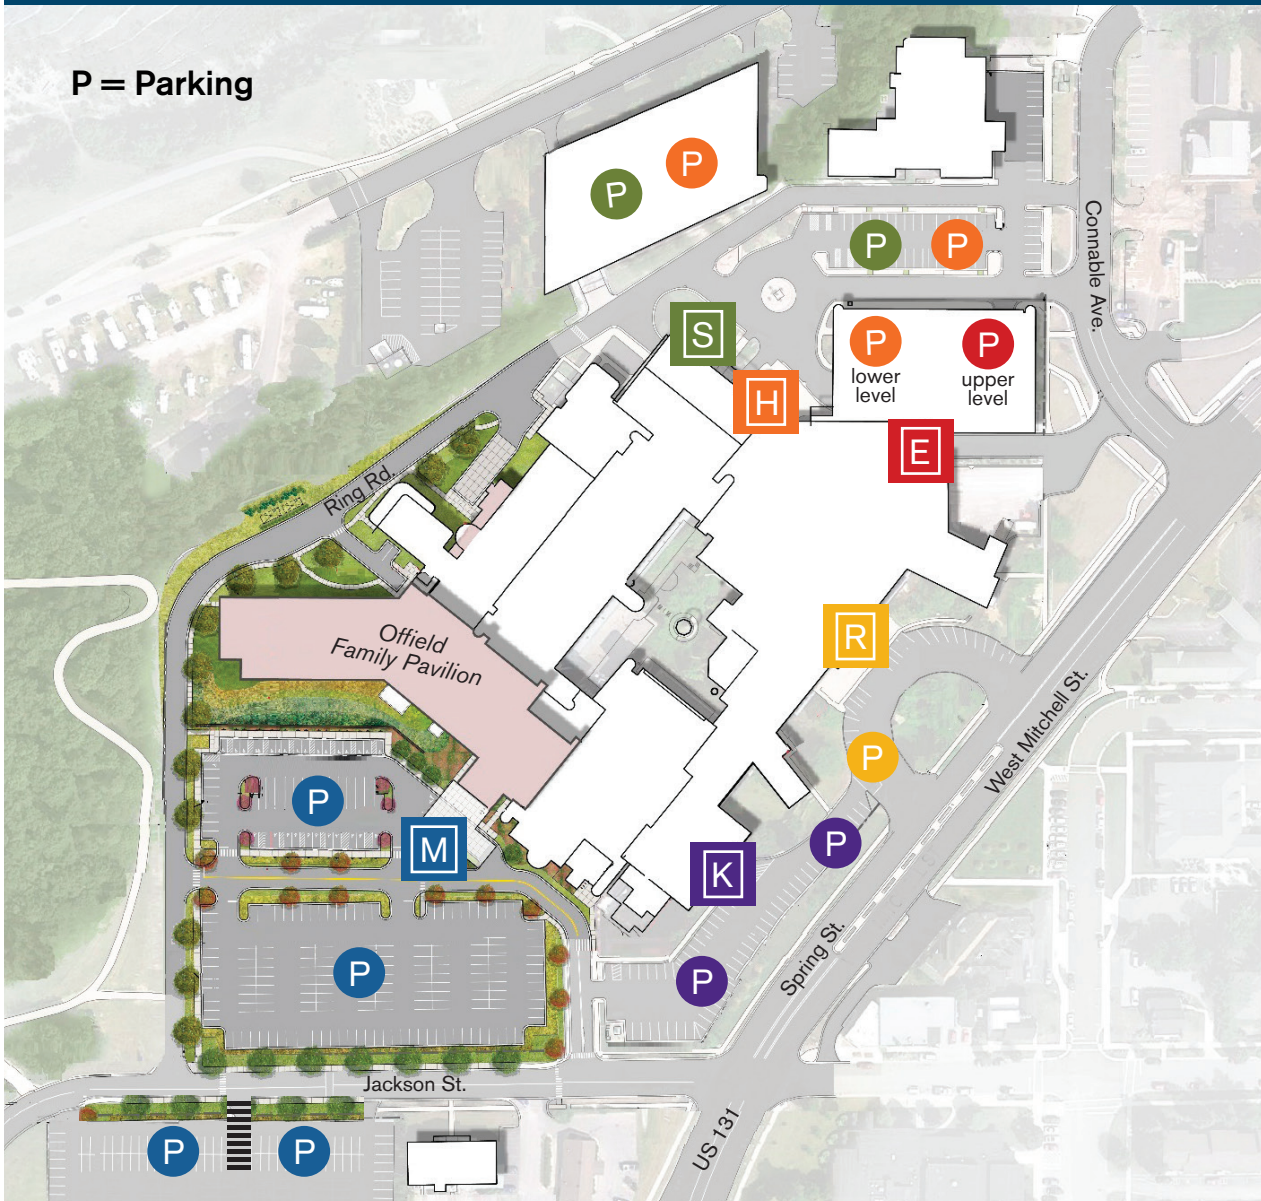 P = Parking
P
P
P
P
Connable Ave.
S
P
lower
level
P
upper
level
H
E
Ring Rd.
Offield
Family Pavilion
R
West Mitchell St.
P
P
M
P
K
P
P
Spring St.
Jackson St.
US 131
P
P